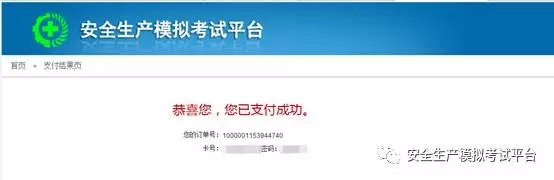 安全生产模拟考试平台
首页 » 支付结果页
恭喜您，您已支付成功。
您的订单号：1000001153944740
卡号： 密码：
安全生产模拟考试平台